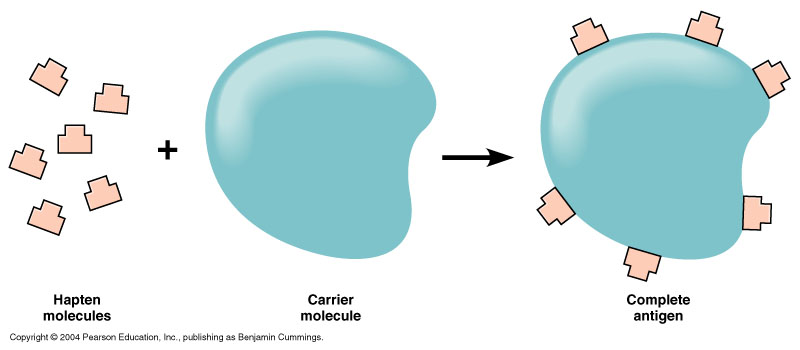 +
Hapten
molecules
Carrier
molecule
Complete
antigen
Copyright © 2004 Pearson Education, Inc., publishing as Benjamin Cummings.